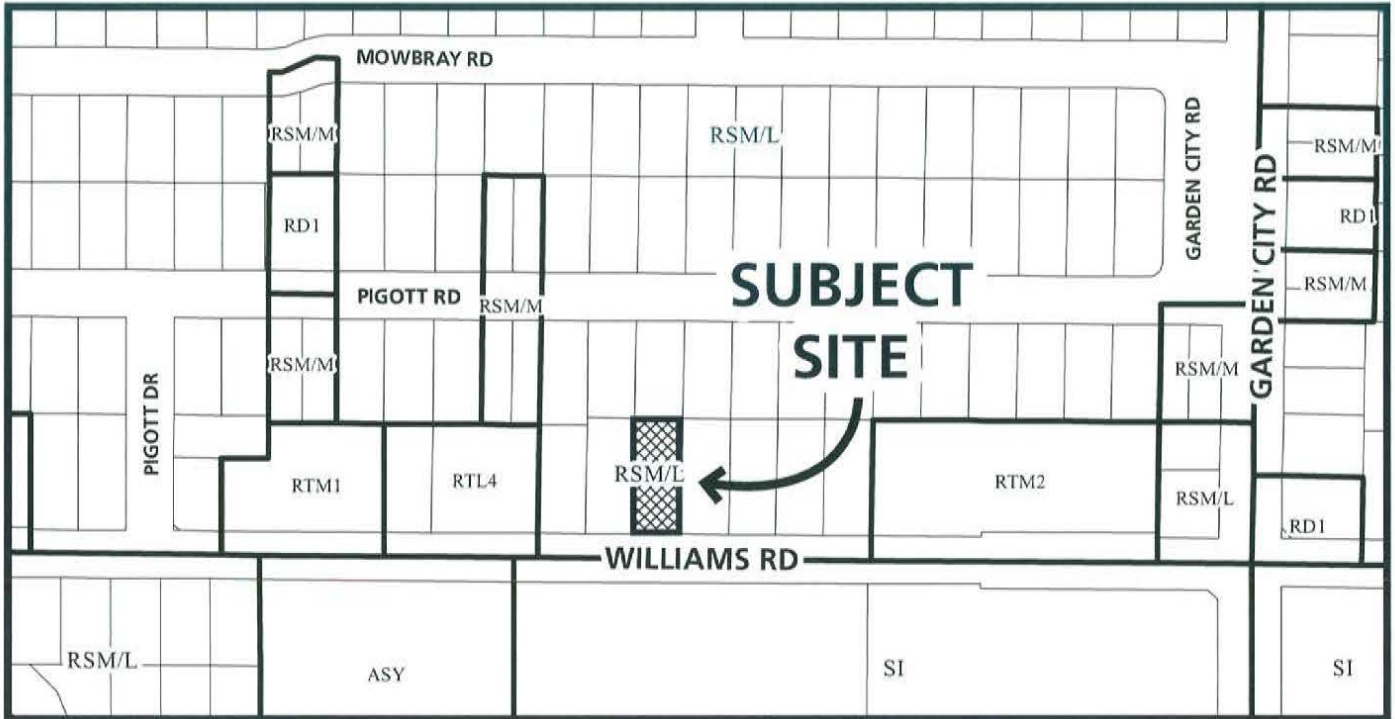 MOWBRAY RD
RSM/M
RSM/L
GARDEN CITY RD
GARDEN CITY RD
RSM/M
RD1
RD1
RSM/M
PIGOTT RD
RSM/M
SUBJECT
SITE
RSM/M
RSM/M
PIGOTT DR
RTM1
RTL4
RSM/L
RTM2
RSM/L
RD1
WILLIAMS RD
RSM/L
ASY
SI
SI